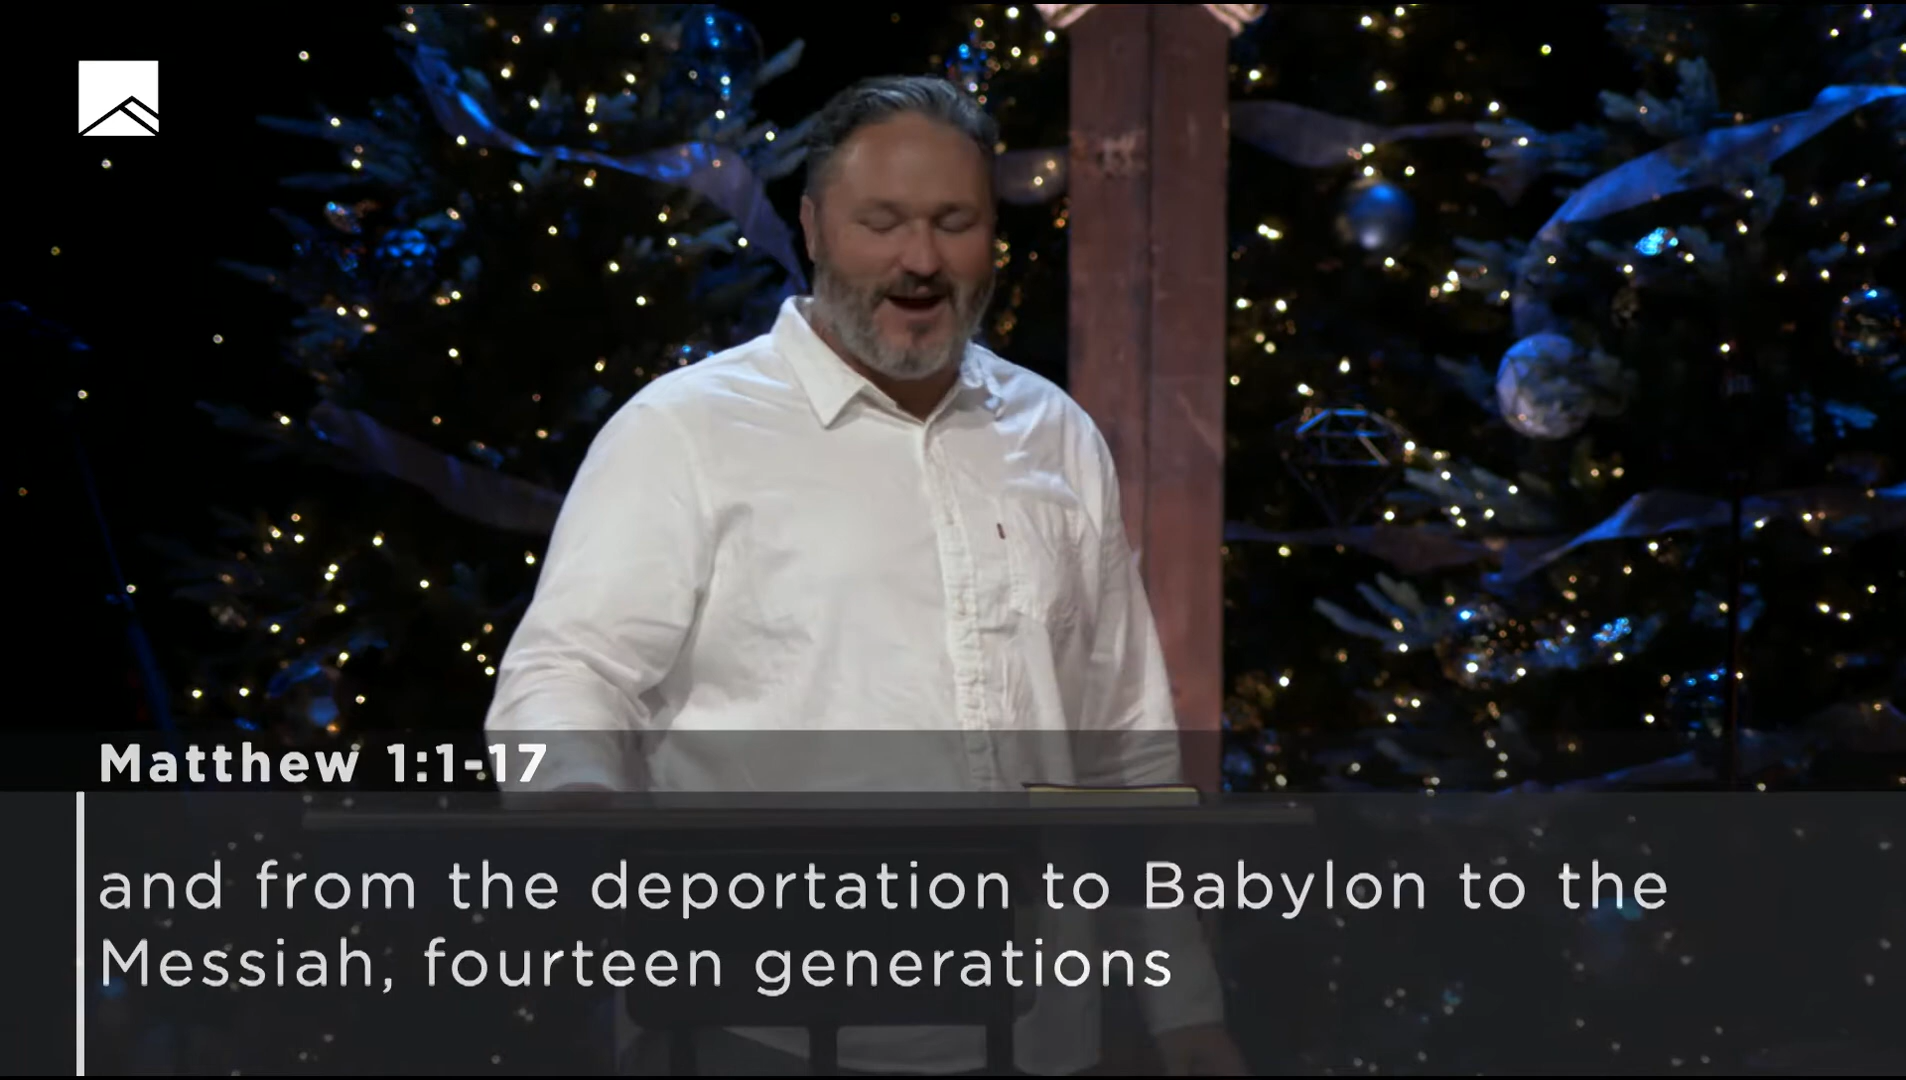 Matthew 1:1-17
and from the deportation to Babylon to the
Messiah, fourteen generations